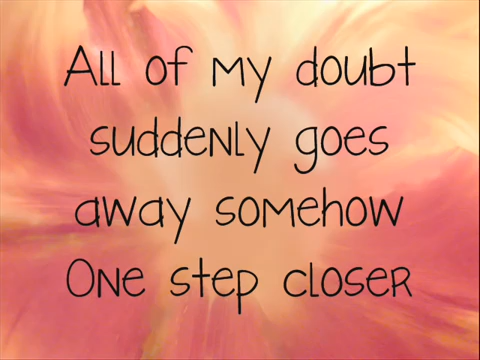 All of my doubt
suddenly goes
away somehow
One step closer